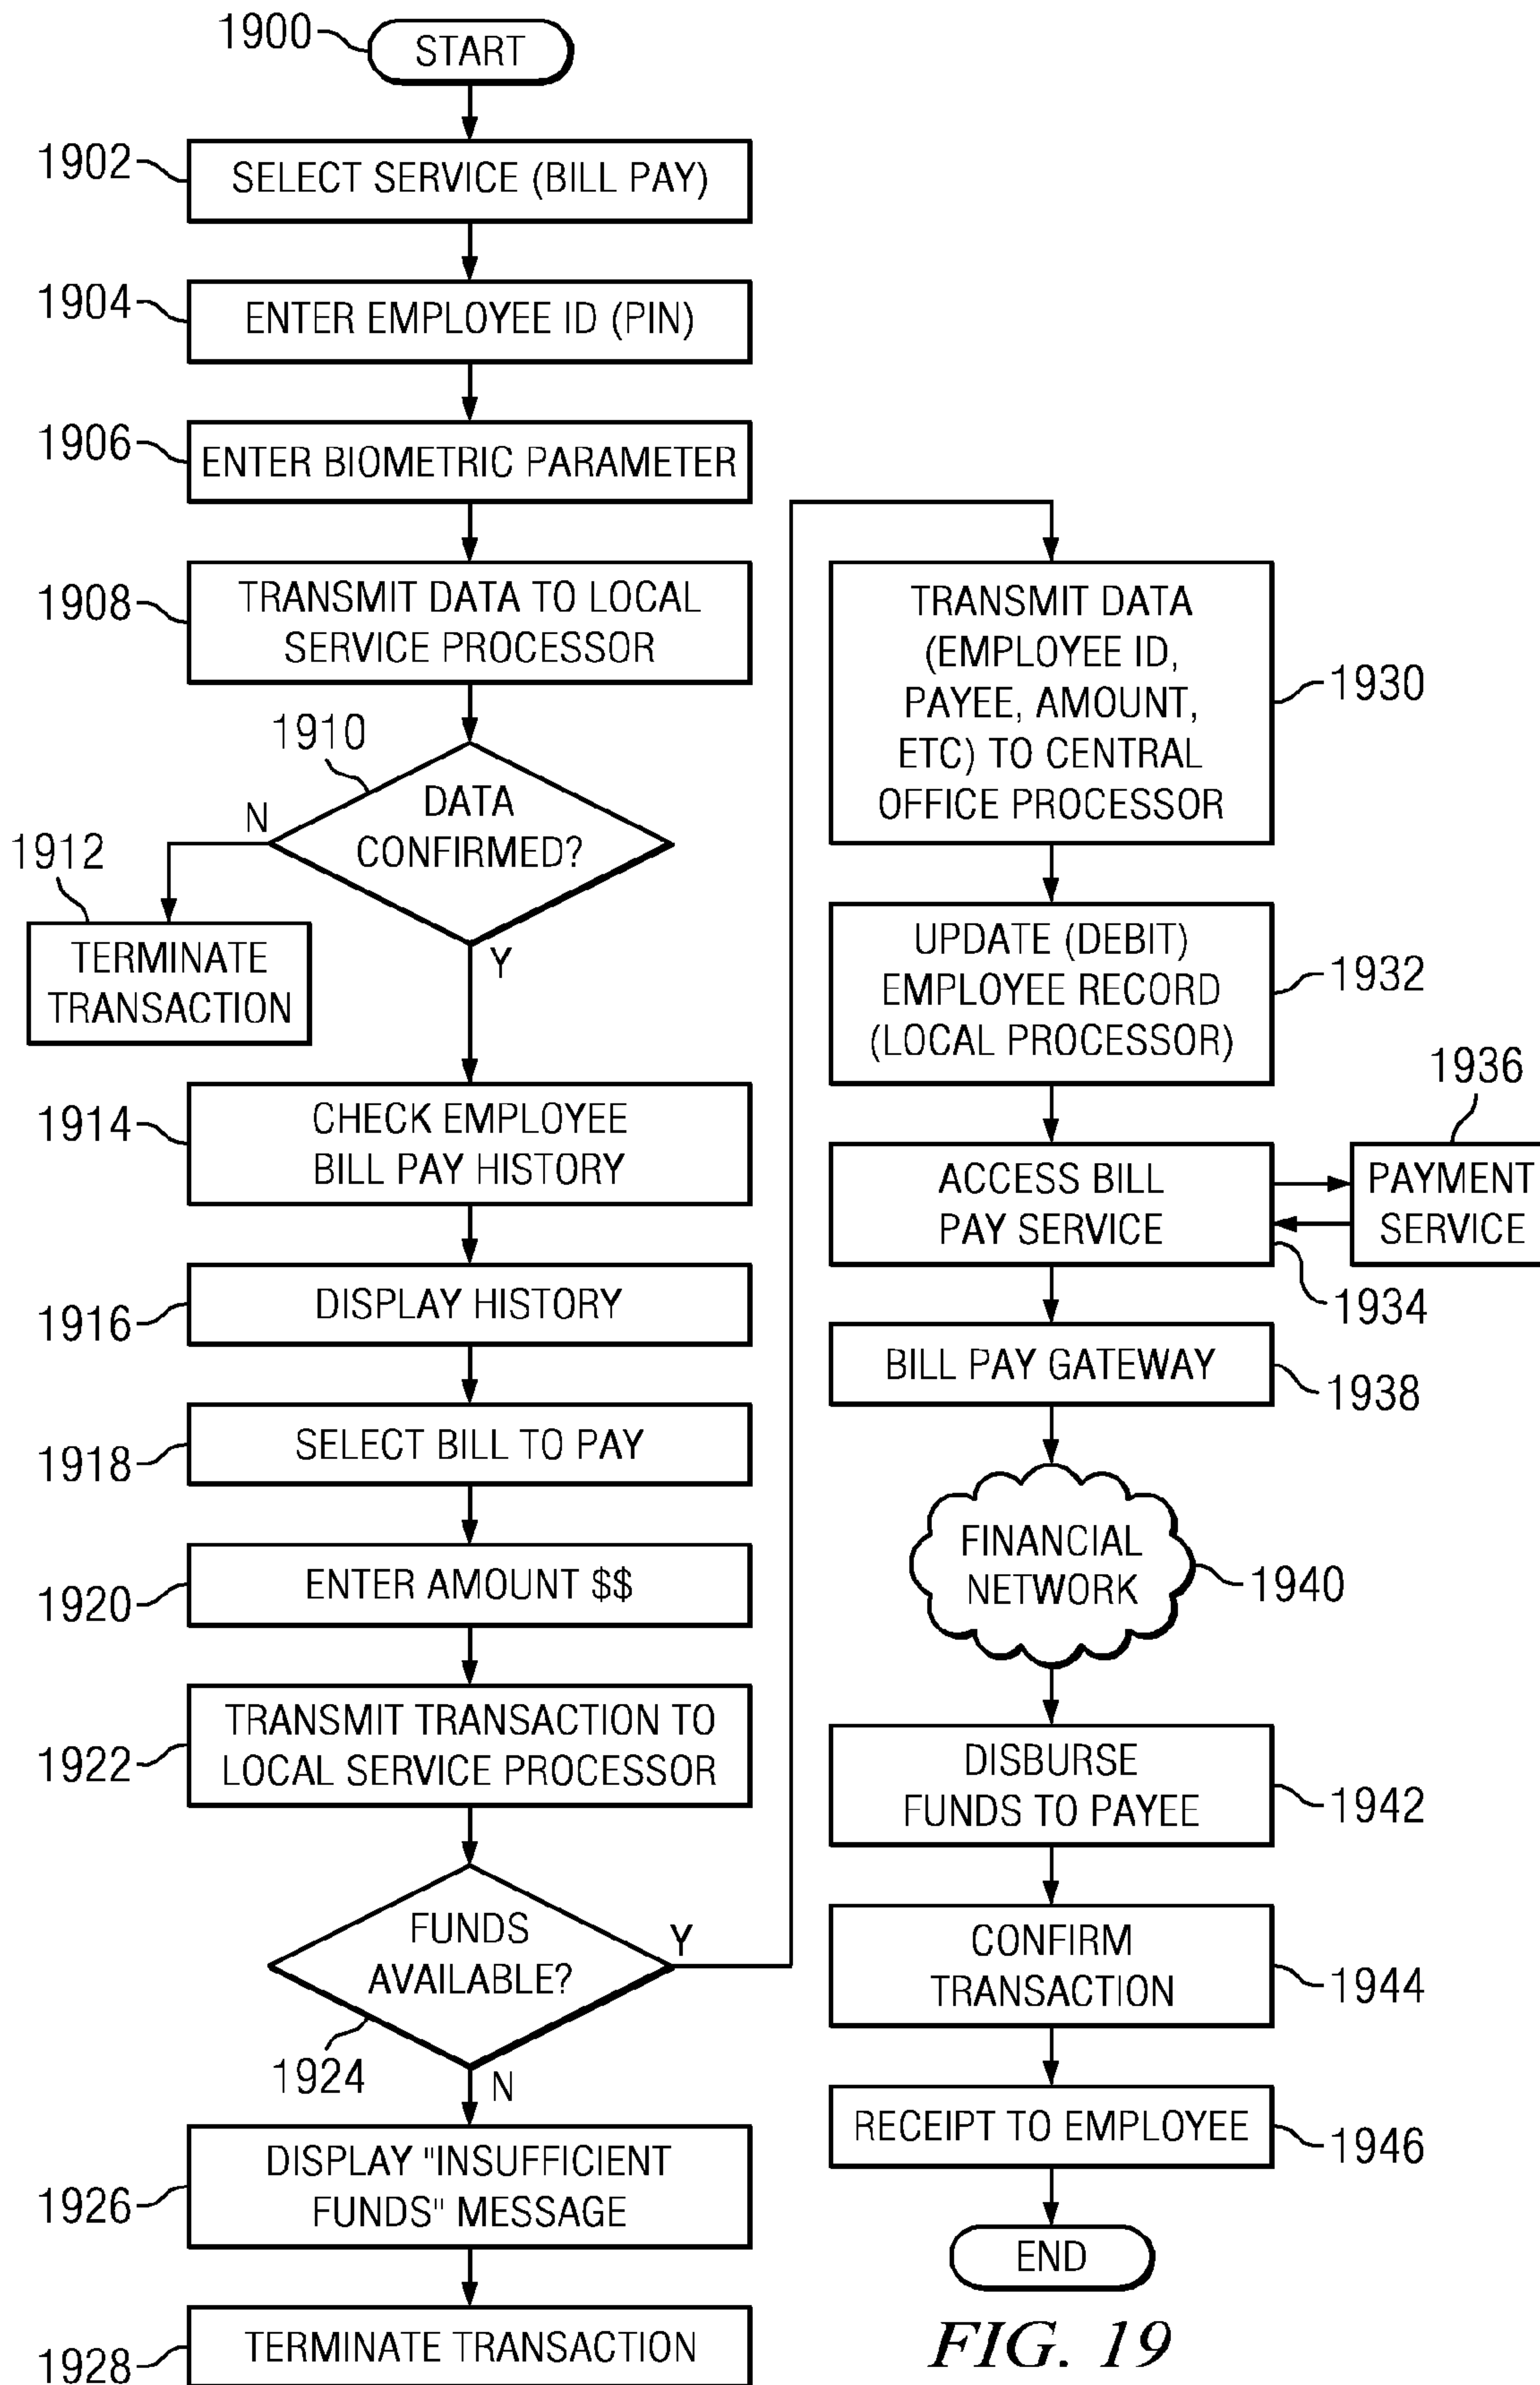 1900
START
1902
SELECT SERVICE (BILL PAY)
1904
ENTER EMPLOYEE ID (PIN)
1906
ENTER BIOMETRIC PARAMETER
1908
TRANSMIT DATA TO LOCAL
SERVICE PROCESSOR
1910
DATA
CONFIRMED?
N
Y
1912
TERMINATE
TRANSACTION
1914
CHECK EMPLOYEE
BILL PAY HISTORY
1916
DISPLAY HISTORY
1918
SELECT BILL TO PAY
1920
ENTER AMOUNT $$
1922
TRANSMIT TRANSACTION TO
LOCAL SERVICE PROCESSOR
FUNDS
AVAILABLE?
Y
1924
N
1926
DISPLAY "INSUFFICIENT
FUNDS" MESSAGE
1928
TERMINATE TRANSACTION
TRANSMIT DATA
(EMPLOYEE ID,
PAYEE, AMOUNT,
ETC) TO CENTRAL
OFFICE PROCESSOR
1930
UPDATE (DEBIT)
EMPLOYEE RECORD
(LOCAL PROCESSOR)
1932
ACCESS BILL
PAY SERVICE
1934
1936
PAYMENT
SERVICE
BILL PAY GATEWAY
1938
FINANCIAL
NETWORK
1940
DISBURSE
FUNDS TO PAYEE
1942
CONFIRM
TRANSACTION
1944
RECEIPT TO EMPLOYEE
1946
END
FIG. 19